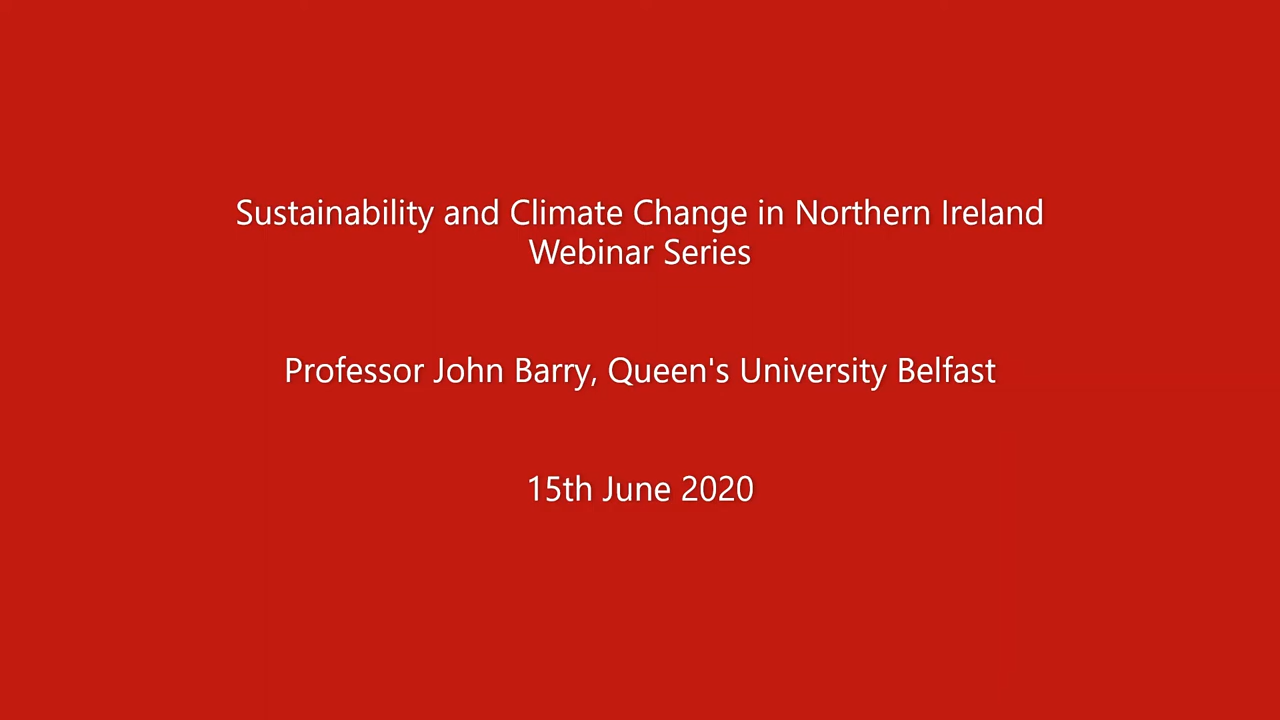 Sustainability and Climate Change in Northern Ireland
Webinar Series
Professor John Barry, Queen's University Belfast
15th June 2020